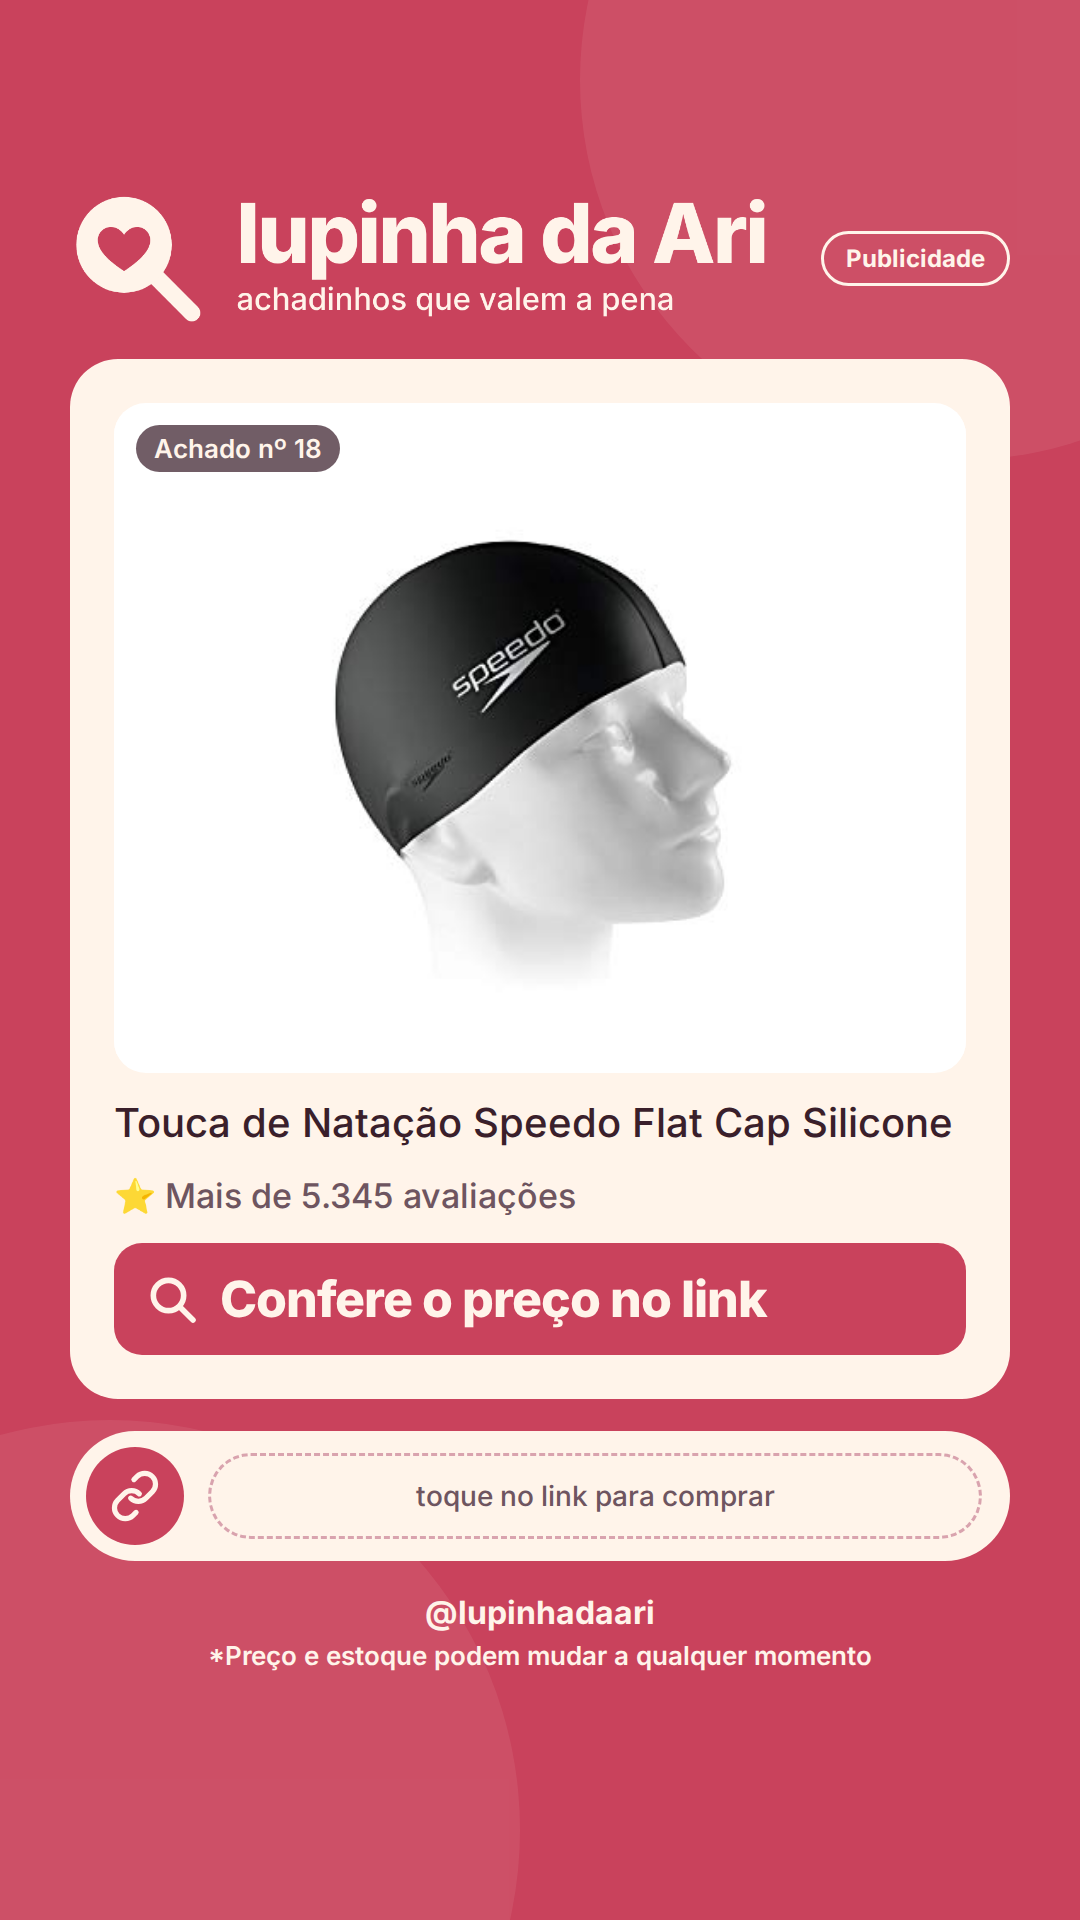 lupinha da Ari
achadinhos que valem a pena
Publicidade
Achado nº 18
speedo
speedo
Touca de Natação Speedo Flat Cap Silicone
⭐ Mais de 5.345 avaliações
Confere o preço no link
toque no link para comprar
@lupinhadaari
*Preço e estoque podem mudar a qualquer momento